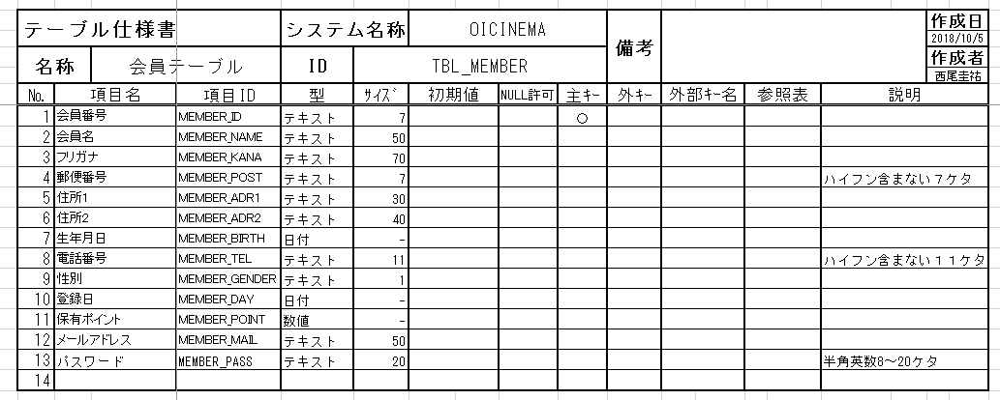 テーブル仕様書 システム名称 OICINEMA 備考 作成日
2018/10/5
名称 会員テーブル ID TBL_MEMBER 作成者
西尾圭祐
No. 項目名 項目ID 型 サイズ 初期値 NULL許可 主キー 外キー 外部キー名 参照表 説明
1 会員番号 MEMBER_ID テキスト 7 ○
2 会員名 MEMBER_NAME テキスト 50
3 フリガナ MEMBER_KANA テキスト 70
4 郵便番号 MEMBER_POST テキスト 7 ハイフン含まない7ケタ
5 住所1 MEMBER_ADR1 テキスト 30
6 住所2 MEMBER_ADR2 テキスト 40
7 生年月日 MEMBER_BIRTH 日付 -
8 電話番号 MEMBER_TEL テキスト 11 ハイフン含まない11ケタ
9 性別 MEMBER_GENDER テキスト 1
10 登録日 MEMBER_DAY 日付 -
11 保有ポイント MEMBER_POINT 数値 -
12 メールアドレス MEMBER_MAIL テキスト 50
13 パスワード MEMBER_PASS テキスト 20 半角英数8～20ケタ
14